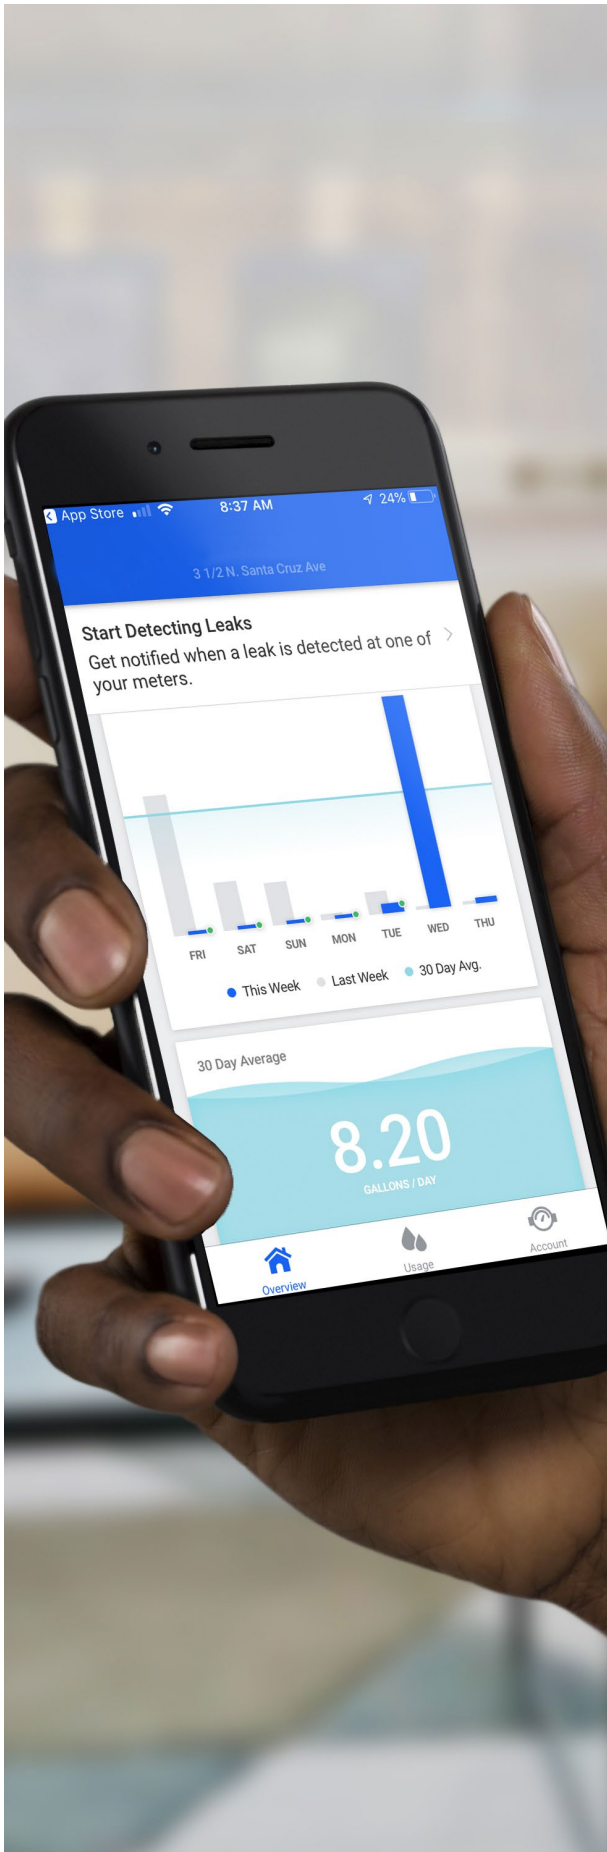 App Store
8:37 AM
24%
3 1/2 N. Santa Cruz Ave
Start Detecting Leaks
Get notified when a leak is detected at one of
your meters.
FRI SAT SUN MON TUE WED THU
This Week Last Week 30 Day Avg.
30 Day Average
8.20
GALLONS / DAY
Overview Usage Account